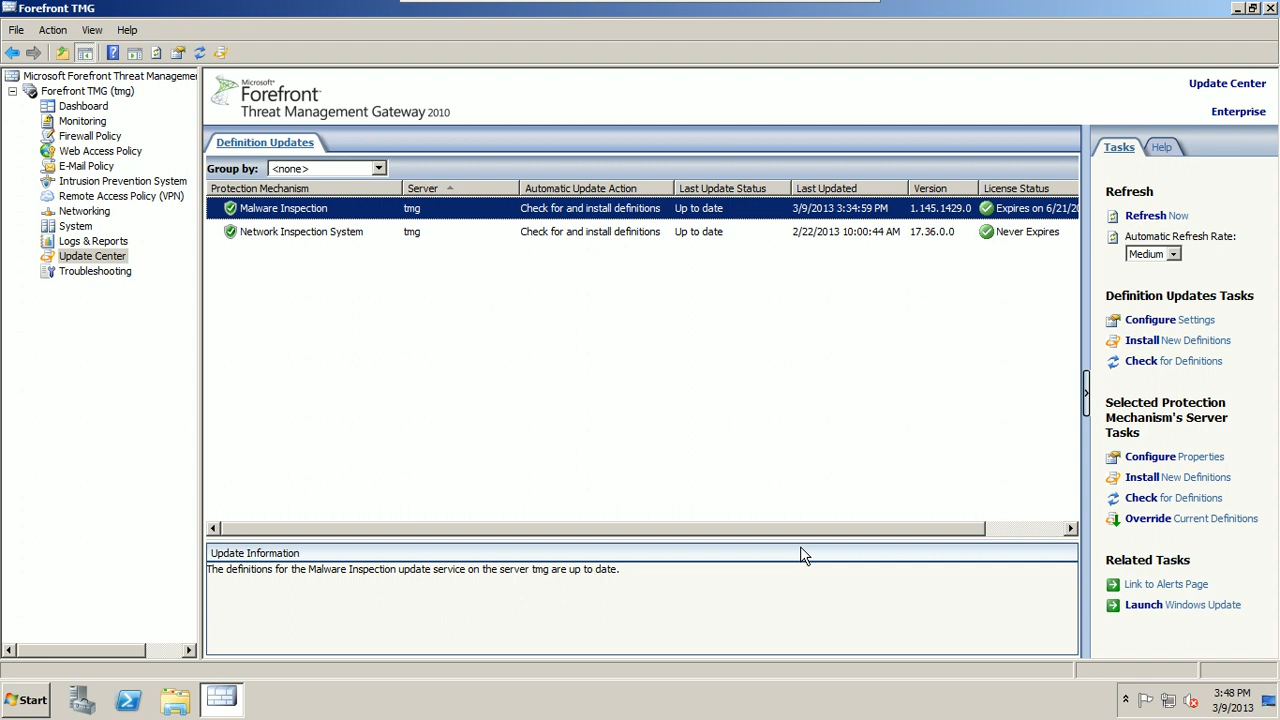 Forefront TMG
File Action View Help
Microsoft Forefront Threat Manageme
Forefront TMG (tmg)
Dashboard
Monitoring
Firewall Policy
Web Access Policy
E-Mail Policy
Intrusion Prevention System
Remote Access Policy (VPN)
Networking
System
Logs & Reports
Update Center
Troubleshooting
Microsoft
Forefront
Threat Management Gateway 2010
Update Center
Enterprise
Definition Updates
Group by: <none>
Protection Mechanism Server Automatic Update Action Last Update Status Last Updated Version License Status
Malware Inspection tmg Check for and install definitions Up to date 3/9/2013 3:34:59 PM 1.145.1429.0 Expires on 6/21/20
Network Inspection System tmg Check for and install definitions Up to date 2/22/2013 10:00:44 AM 17.36.0.0 Never Expires
Update Information
The definitions for the Malware Inspection update service on the server tmg are up to date.
Tasks Help
Refresh
Refresh Now
Automatic Refresh Rate:
Medium
Definition Updates Tasks
Configure Settings
Install New Definitions
Check for Definitions
Selected Protection
Mechanism's Server
Tasks
Configure Properties
Install New Definitions
Check for Definitions
Override Current Definitions
Related Tasks
Link to Alerts Page
Launch Windows Update
Start
3:48 PM
3/9/2013